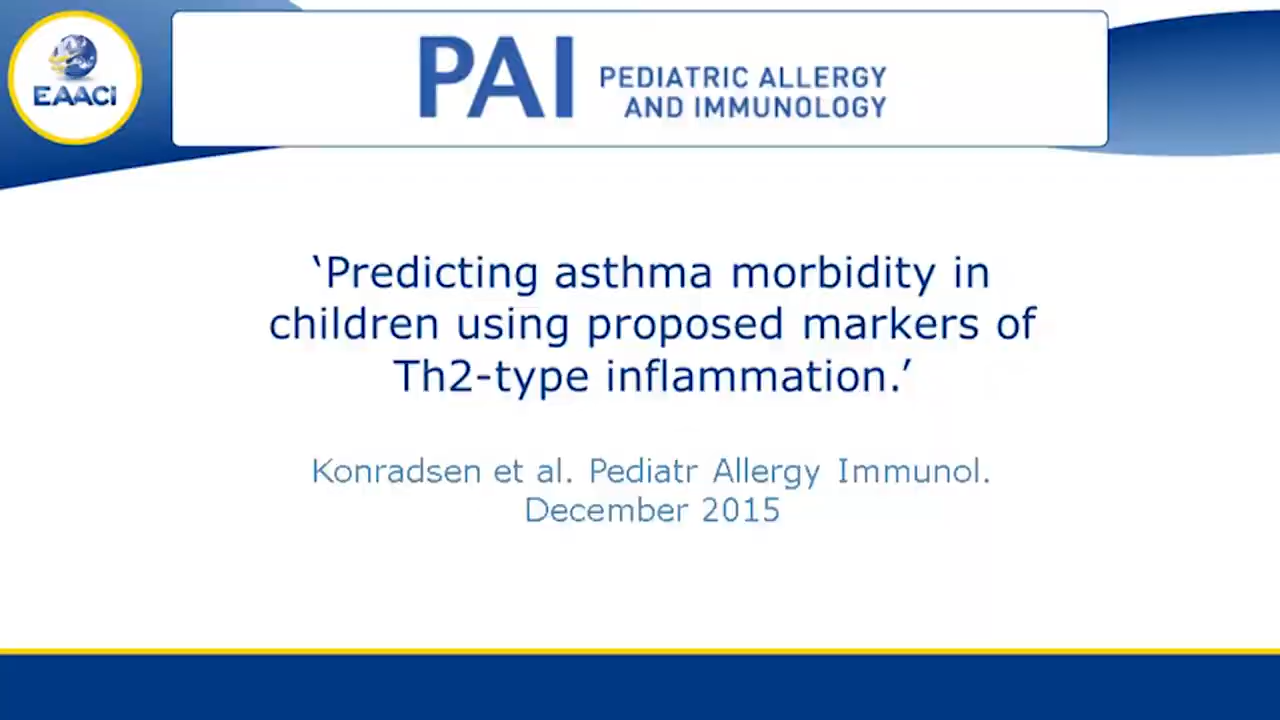 EAACI
PAI
PEDIATRIC ALLERGY
AND IMMUNOLOGY
‘Predicting asthma morbidity in
children using proposed markers of
Th2-type inflammation.’
Konradsen et al. Pediatr Allergy Immunol.
December 2015